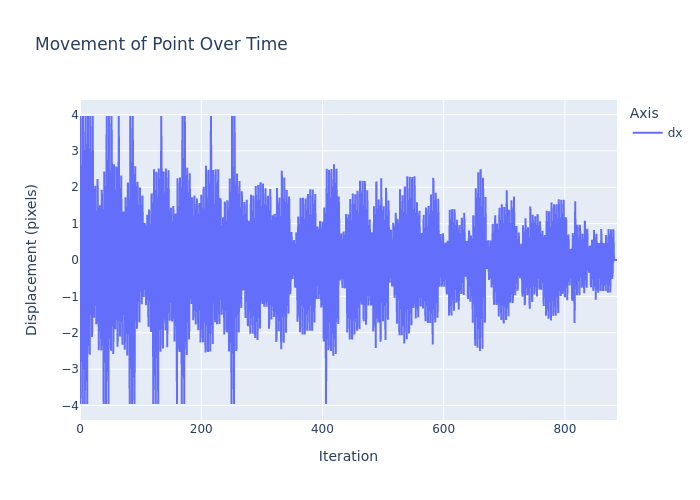 Movement of Point Over Time
Axis
dx
Displacement (pixels)
4
3
2
1
0
−1
−2
−3
−4
0
200
400
600
800
Iteration